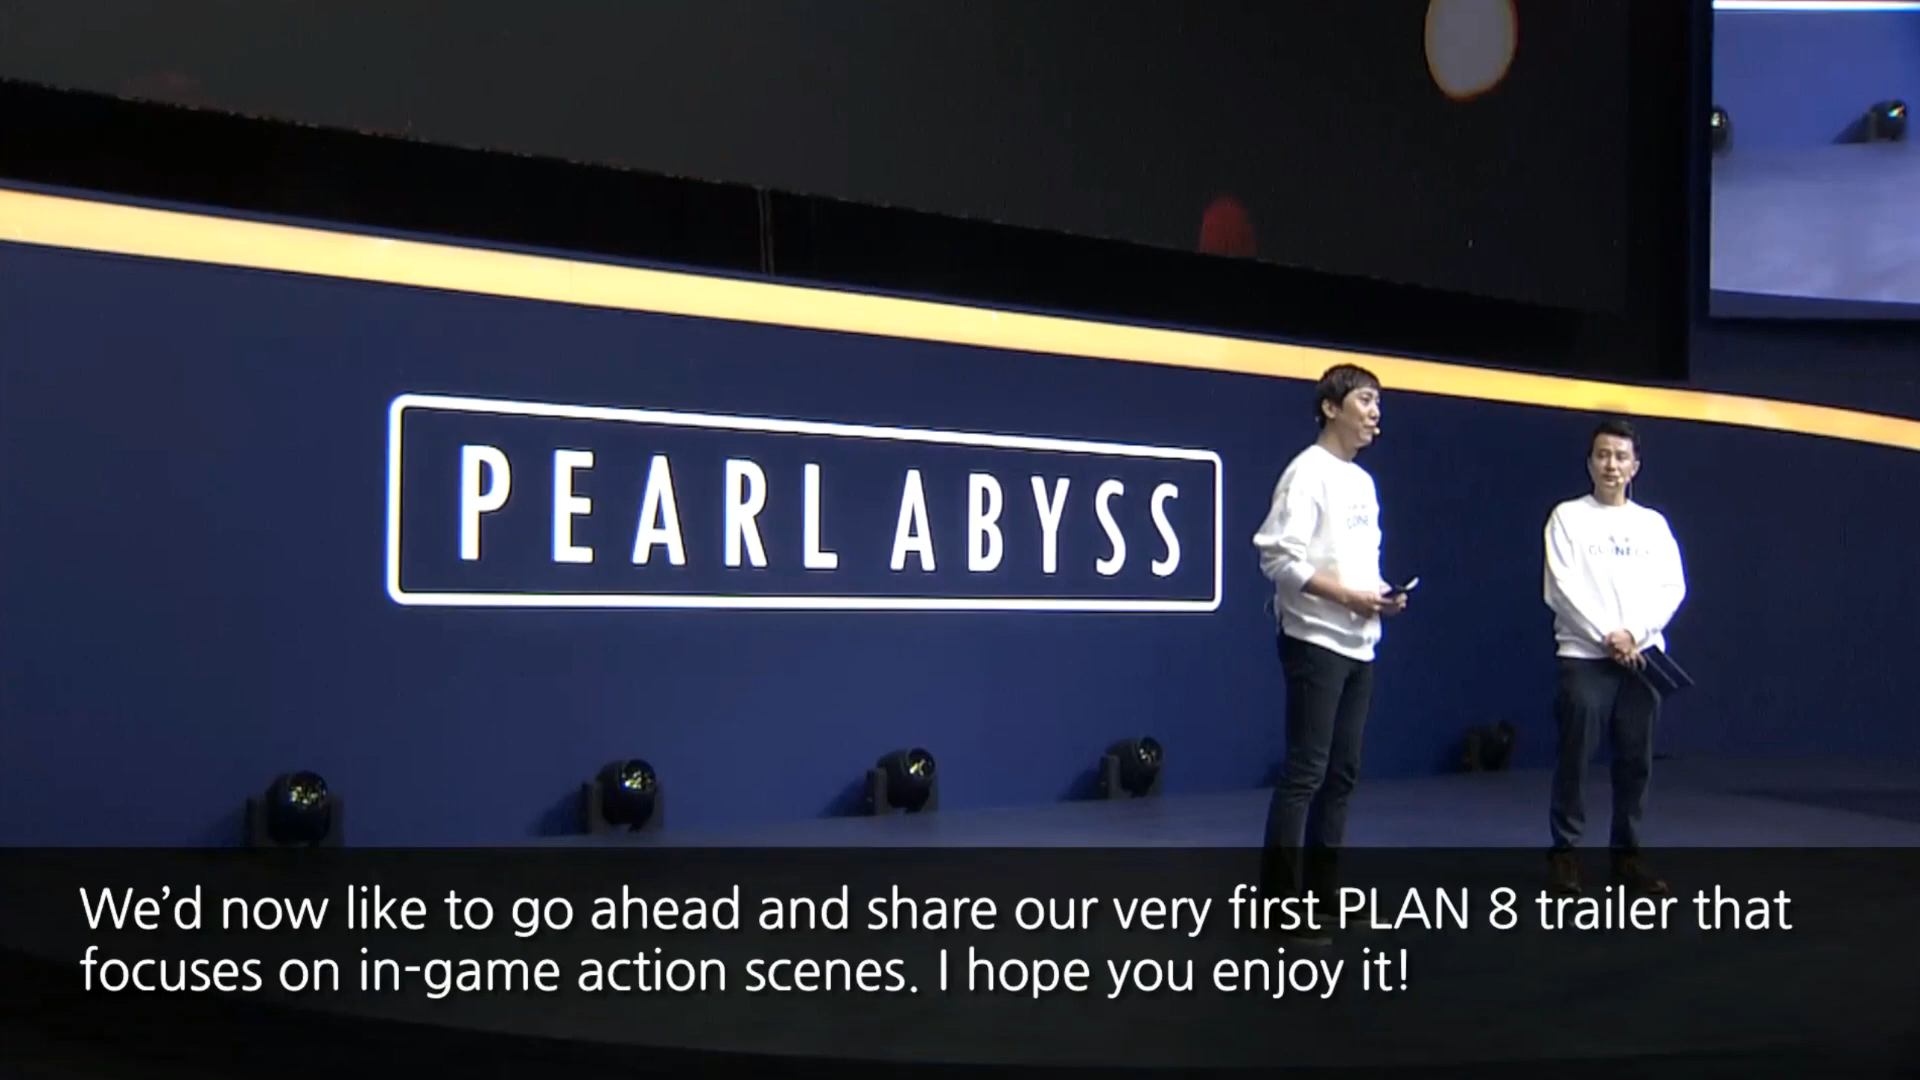 PEARL ABYSS
We'd now like to go ahead and share our very first PLAN 8 trailer that
focuses on in-game action scenes. I hope you enjoy it!